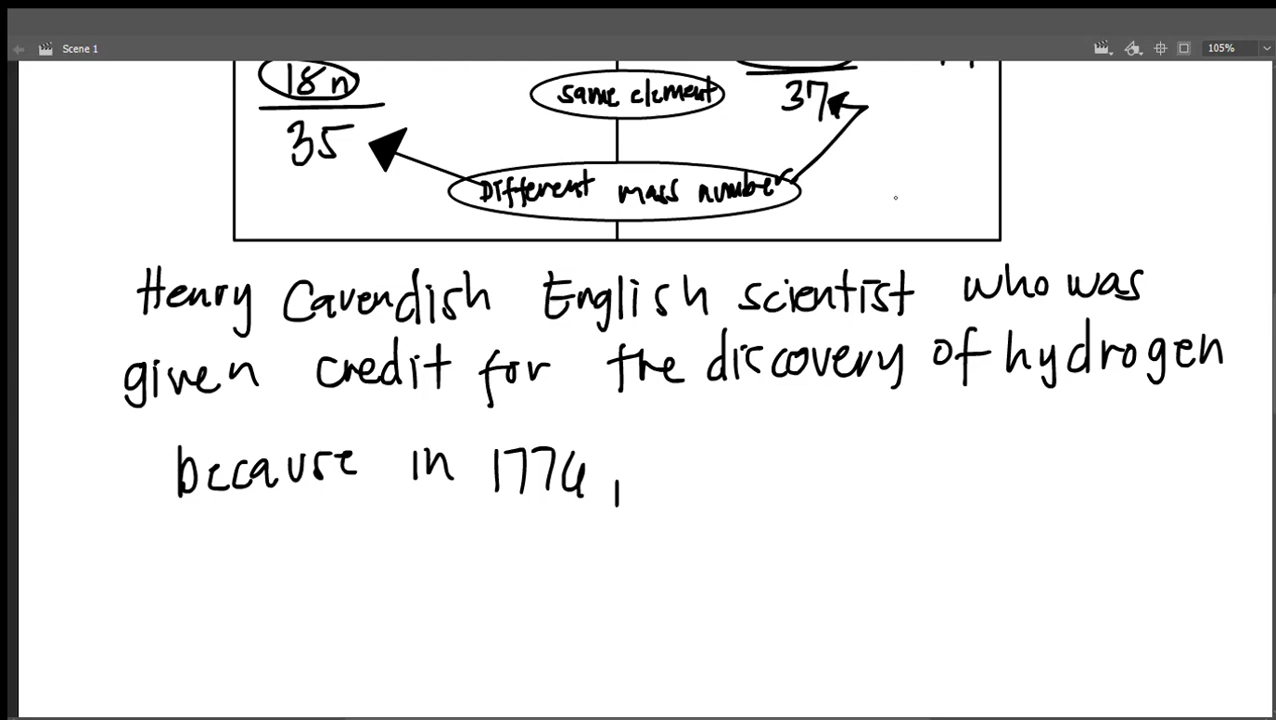 Scene 1
105%
18n
same element
37
35
Different mass number
Henry Cavendish English scientist who was
given credit for the discovery of hydrogen
because in 1776,